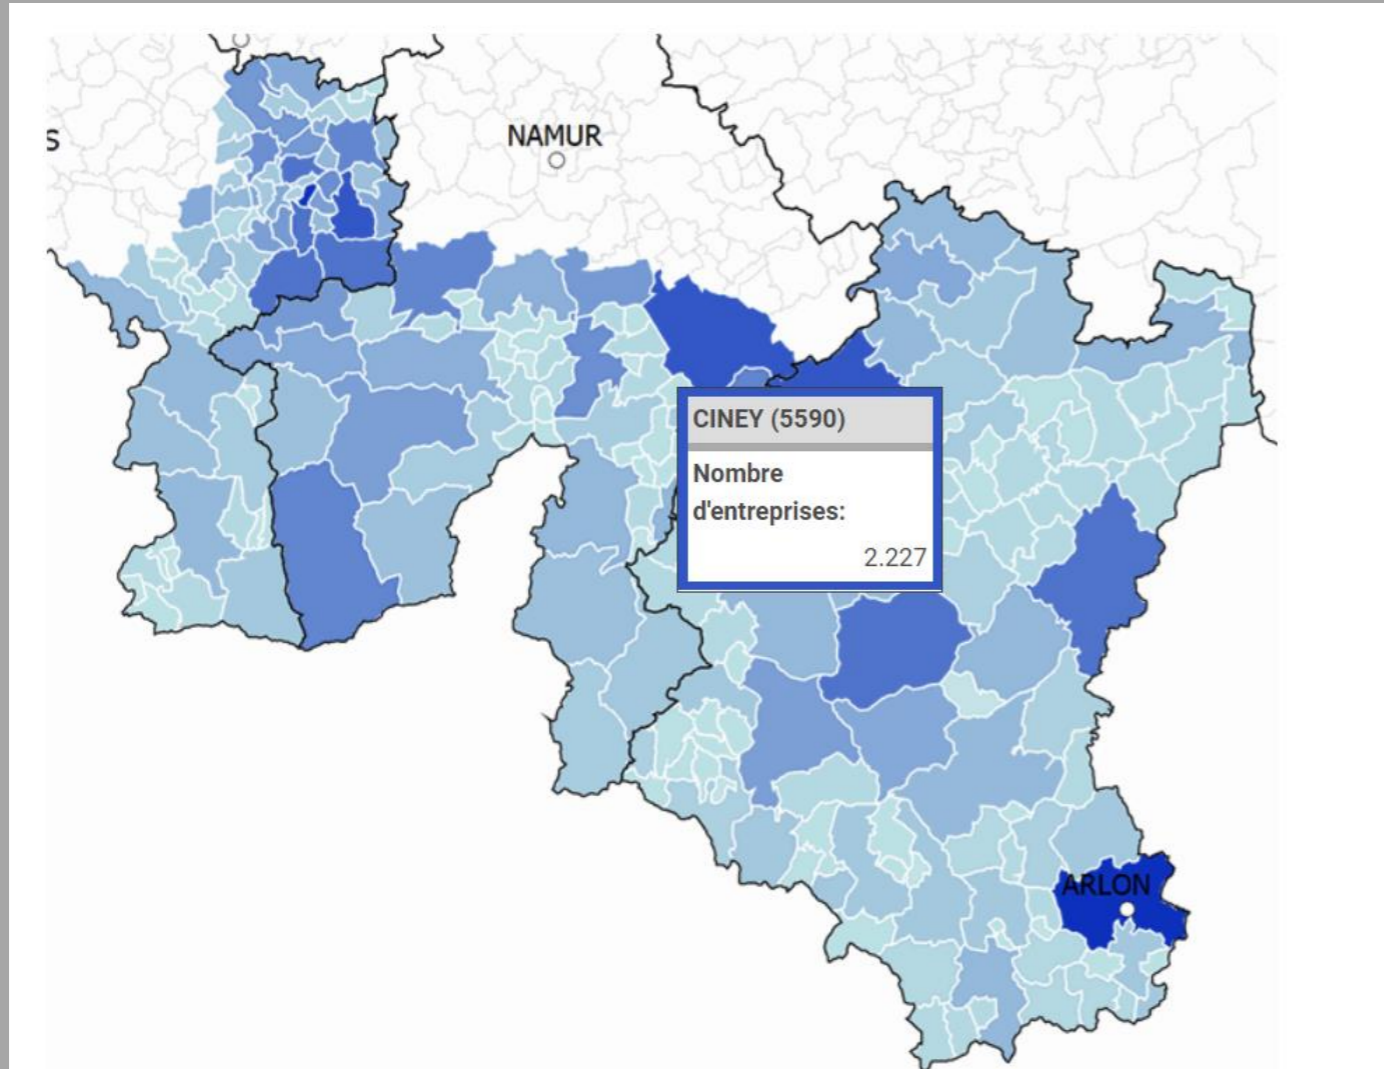 S
NAMUR
CINEY (5590)
Nombre
d'entreprises:
2.227
ARLON